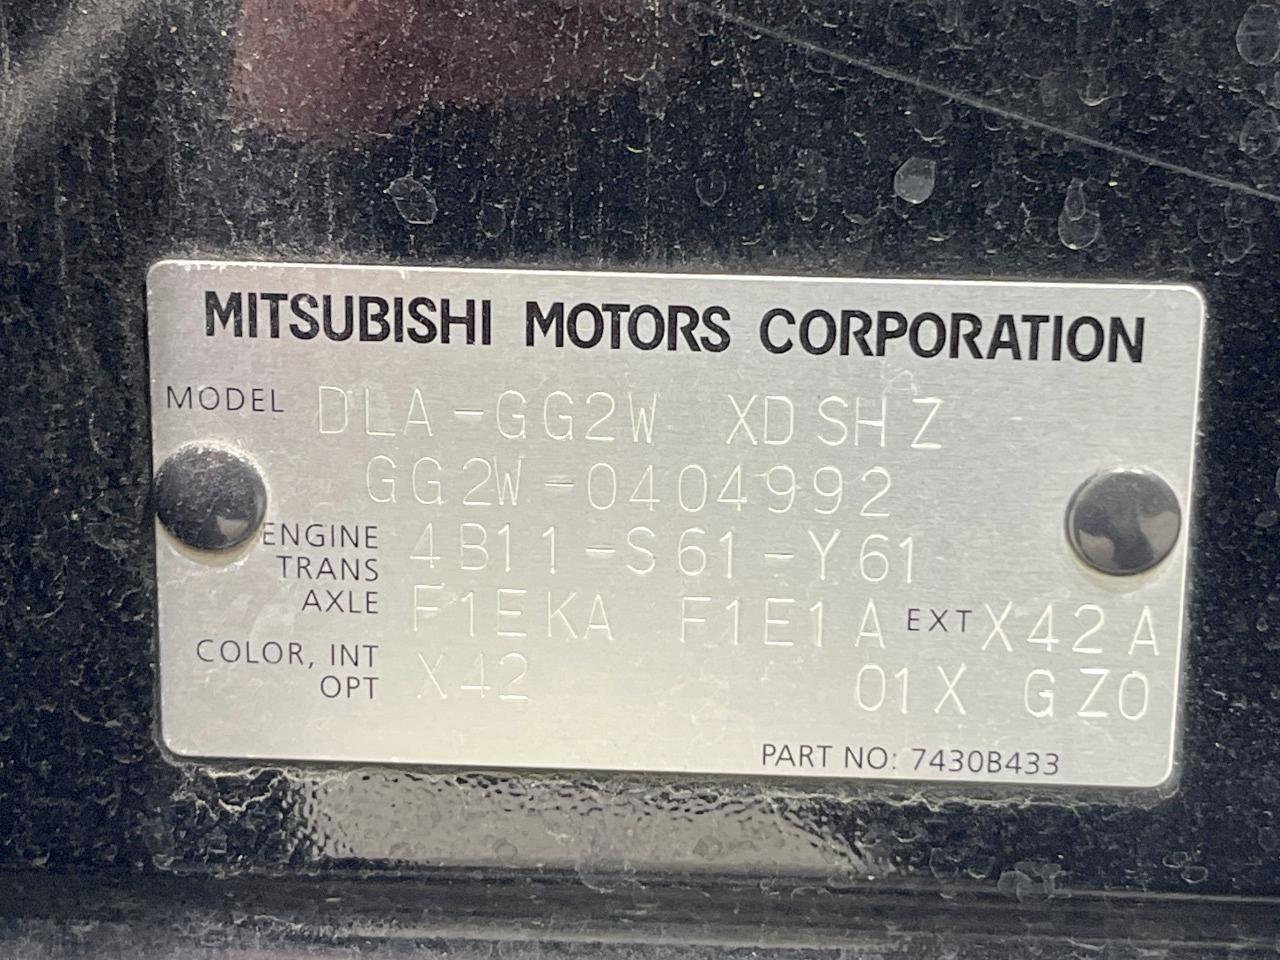 MITSUBISHI MOTORS CORPORATION
MODEL DLA-GG2W XDSHZ
GG2W-0404992
ENGINE 4B11-S61-Y61
TRANS
AXLE F1EKA F1E1A EXT X42A
COLOR, INT X42 01X GZ0
OPT
PART NO: 7430B433